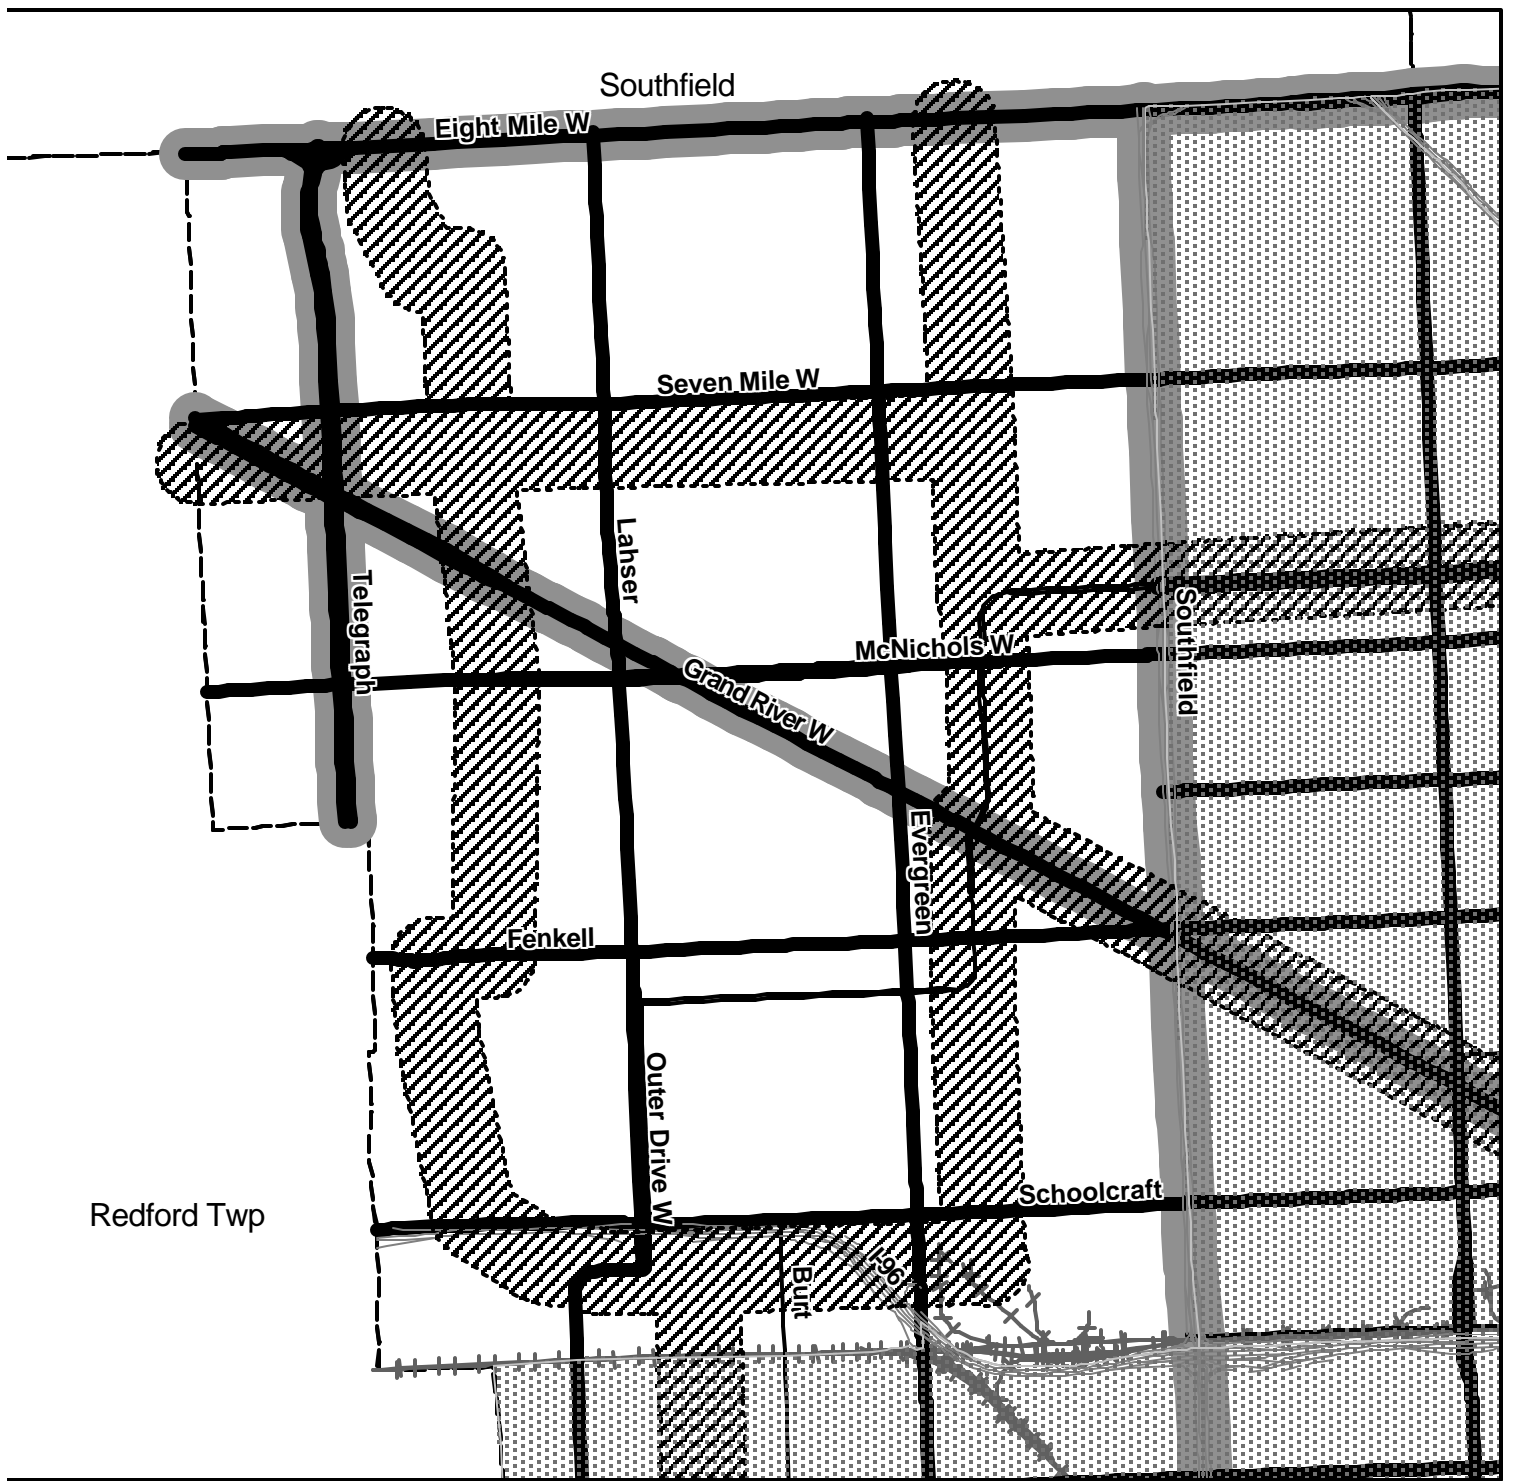 Southfield
Eight Mile W
Seven Mile W
Lahser
Telegraph
Southfield
McNichols W
Grand River W
Evergreen
Fenkell
Outer Drive W
Schoolcraft
Redford Twp
I-96
Burt